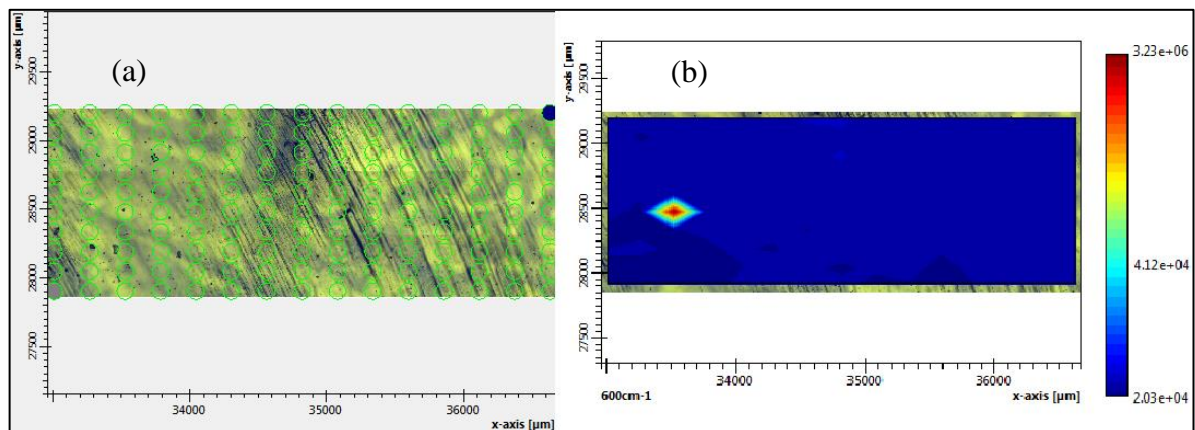 (a)
y-axis [µm]
29500
29000
28500
28000
27500
34000
35000
36000
x-axis [µm]
(b)
y-axis [µm]
29500
29000
28500
28000
27500
34000
35000
36000
600cm-1
x-axis [µm]
3.23e+06
4.12e+04
2.03e+04